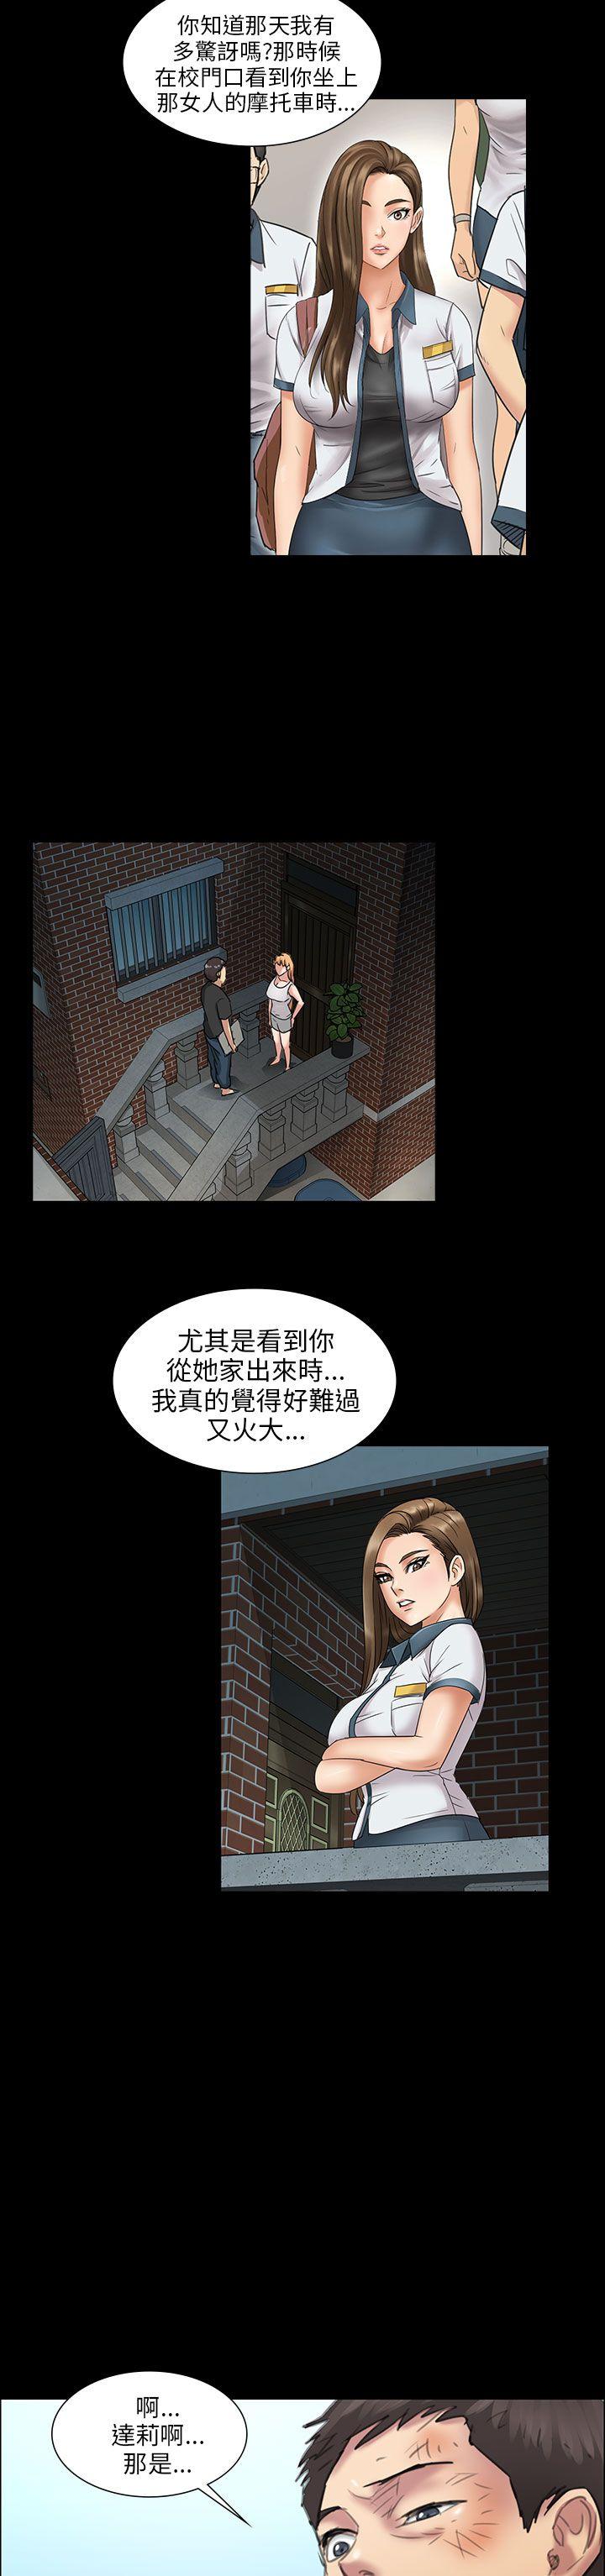 你知道那天我有
多驚訝嗎?那時候
在校門口看到你坐上
那女人的摩托車時...
尤其是看到你
從她家出來時...
我真的覺得好難過
又火大...
啊...
達莉啊...
那是...